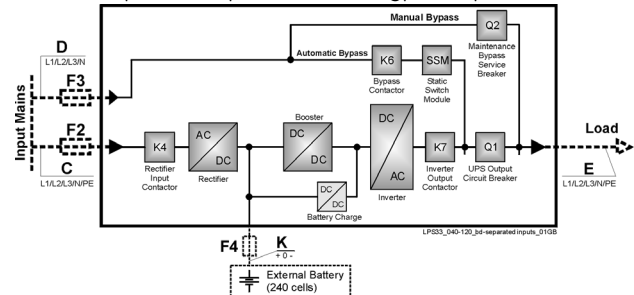 Manual Bypass
Q2
Maintenance
Bypass
Service
Breaker
D
L1/L2/L3/N
F3
Automatic Bypass
K6
SSM
Bypass
Contactor
Static
Switch
Module
Input Mains
F2
C
L1/L2/L3/N/PE
K4
Rectifier
Input
Contactor
AC
DC
Rectifier
Booster
DC
DC
DC
DC
Battery Charge
DC
AC
Inverter
K7
Inverter
Output
Contactor
Q1
UPS Output
Circuit Breaker
Load
E
L1/L2/L3/N/PE
LPS33_040-120_bd-separated inputs_01GB
F4
K
+ 0 -
External Battery
(240 cells)